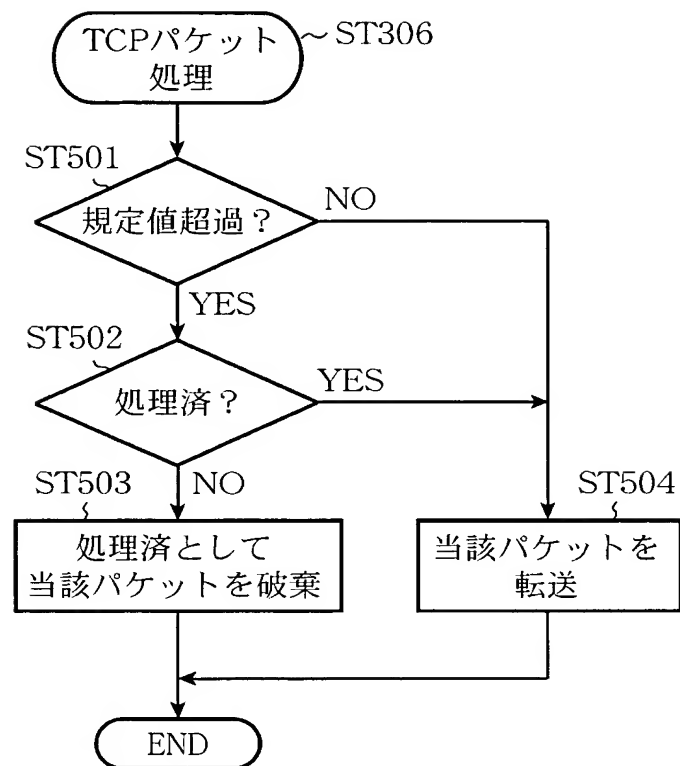 TCPパケット
処理
ST306
ST501
規定値超過？
NO
YES
ST502
処理済？
YES
NO
ST503
処理済として
当該パケットを破棄
ST504
当該パケットを
転送
END